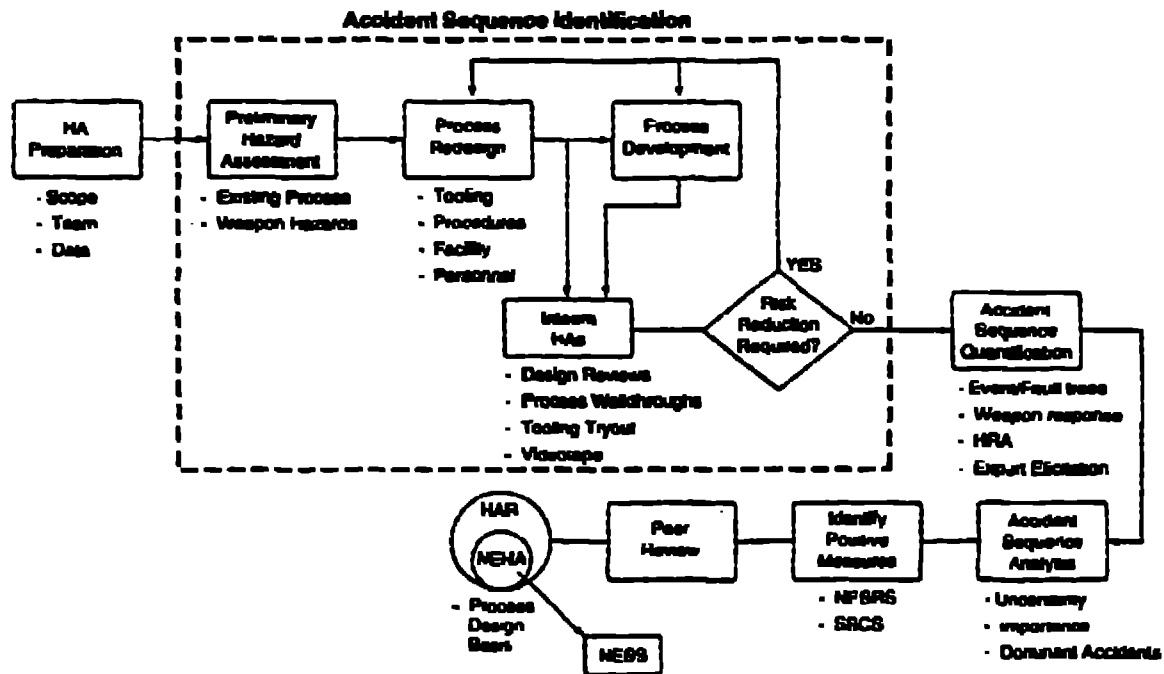 Accident Sequence Identification
HA
Preparation
- Scope
- Team
- Data
Preliminary
Hazard
Assessment
- Existing Process
- Weapon Hazards
Process
Redesign
- Tooling
- Procedures
- Facility
- Personnel
Process
Development
Interim
HAs
- Design Reviews
- Process Walkthroughs
- Tooling Tryout
- Videotape
YES
Risk
Reduction
Required?
No
Accident
Sequence
Quantification
- Event/Fault trees
- Weapon response
- HRA
- Expert Elicitation
Accident
Sequence
Analysis
- Uncertainty
- Importance
- Dominant Accidents
Identify
Positive
Measures
- SRCS
Peer
Review
HAR
- Process
Design
Basis